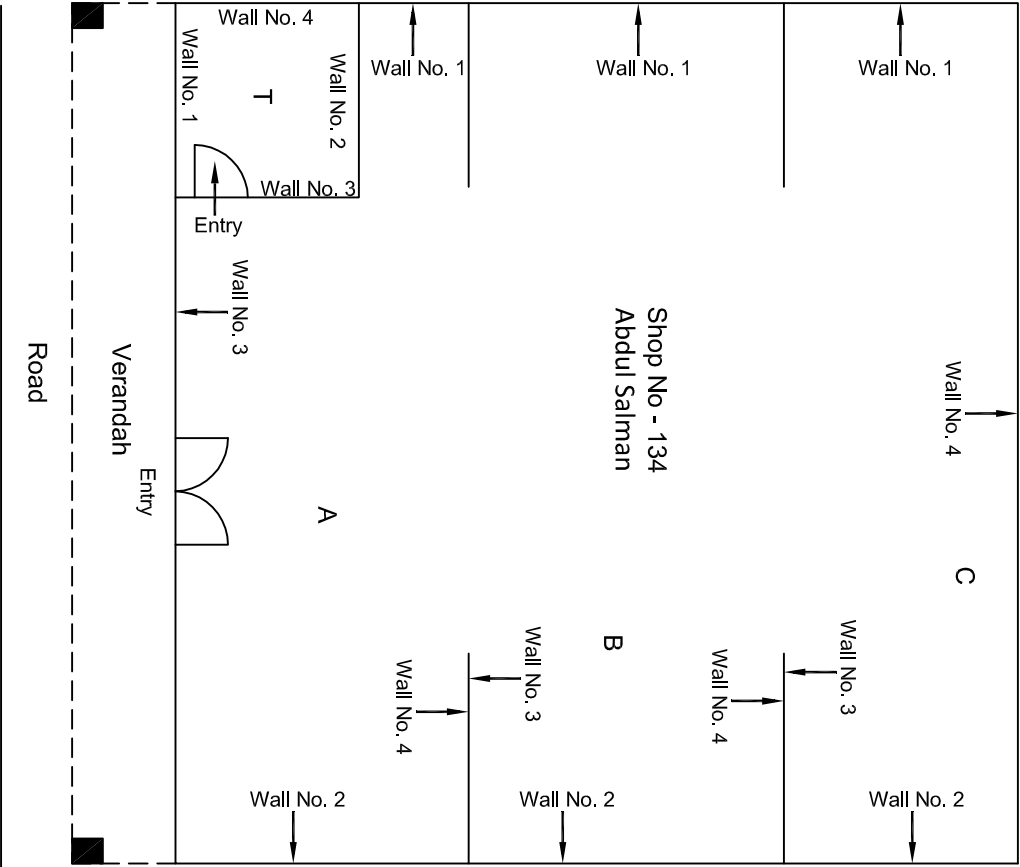 Wall No. 4
Wall No. 1
Wall No. 2
T
Wall No. 3
Entry
Wall No. 1
Wall No. 1
Wall No. 1
Wall No. 3
Shop No - 134
Abdul Salman
Wall No. 4
Road
Verandah
Entry
A
B
C
Wall No. 3
Wall No. 4
Wall No. 3
Wall No. 4
Wall No. 2
Wall No. 2
Wall No. 2